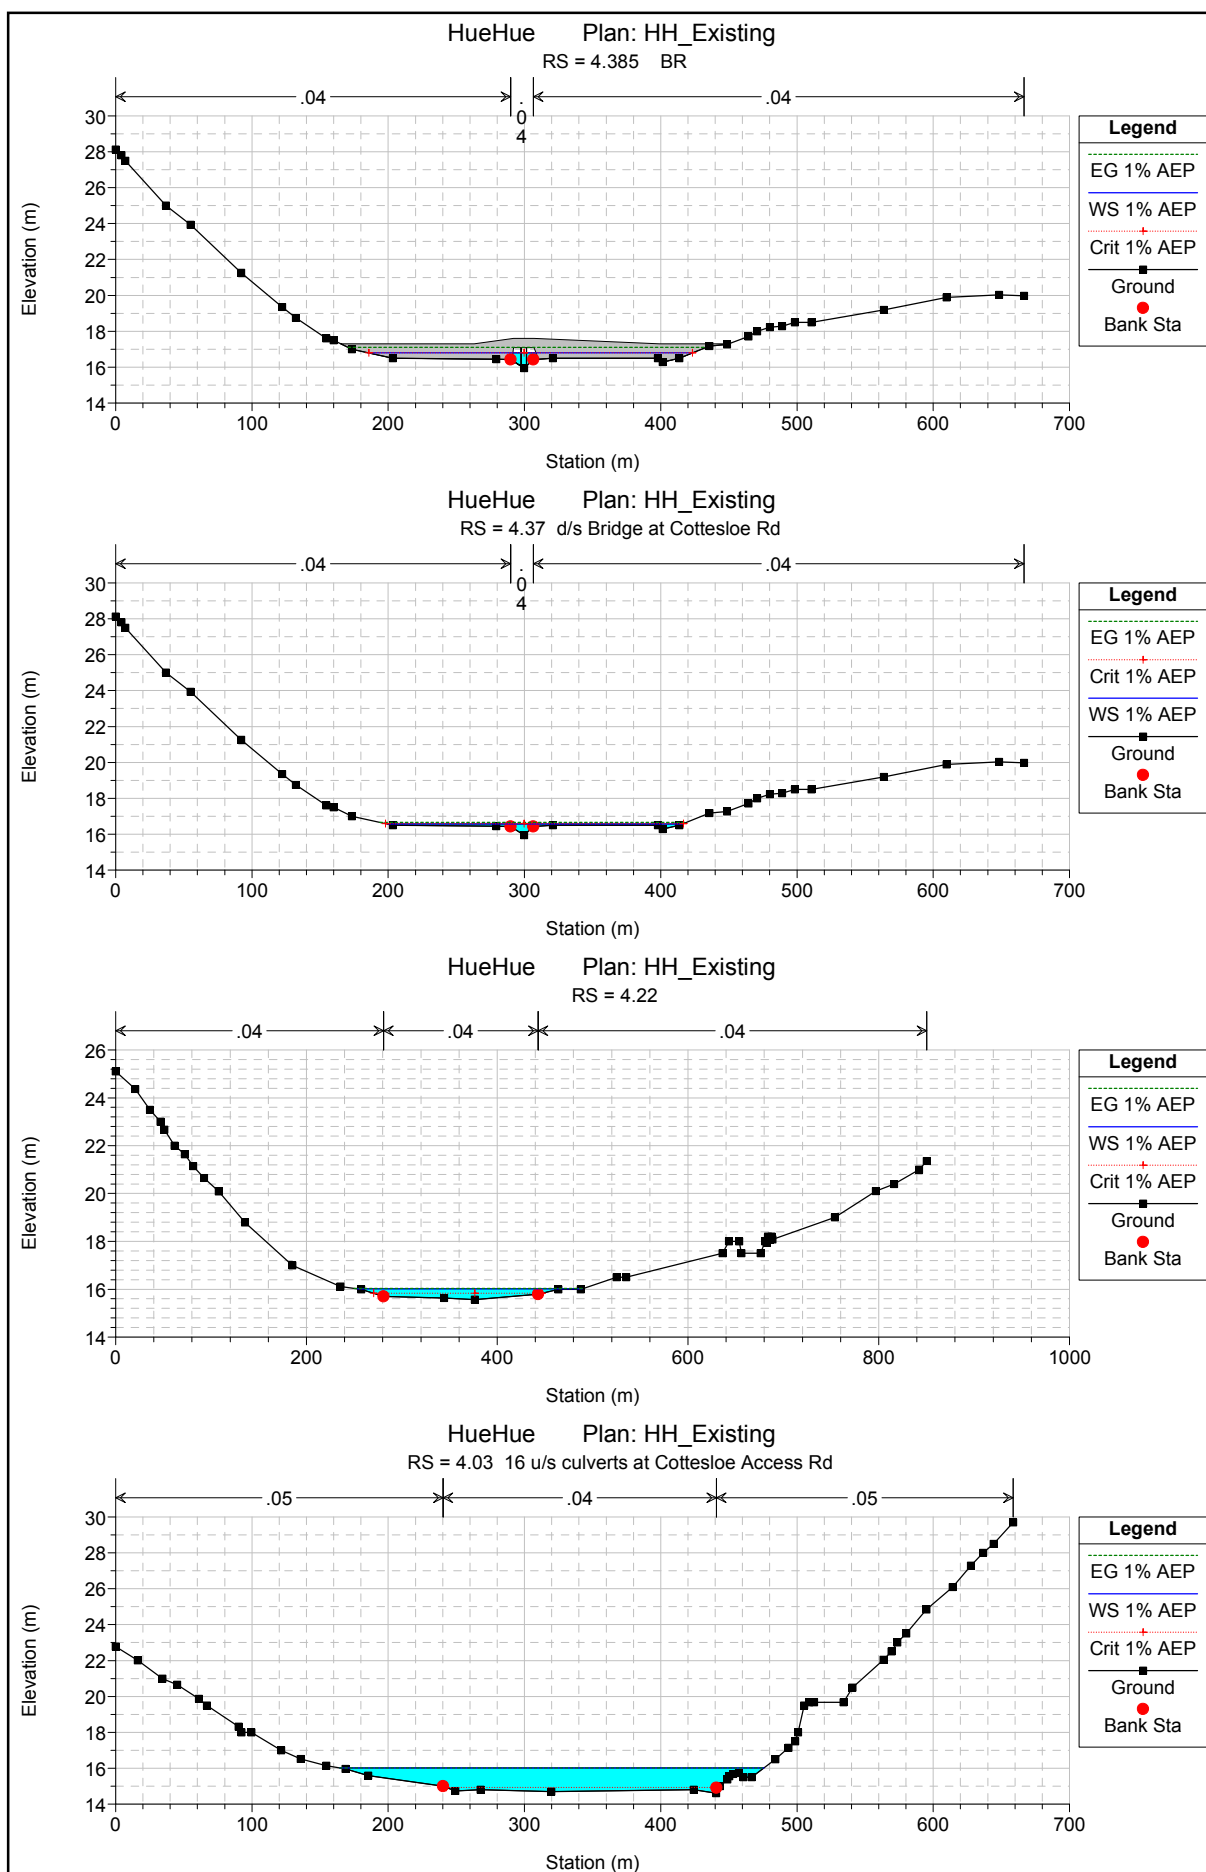 HueHue Plan: HH_Existing
RS = 4.385 BR
.04 .04 .04
Elevation (m)
30
28
26
24
22
20
18
16
14
0 100 200 300 400 500 600 700
Station (m)
Legend
EG 1% AEP
WS 1% AEP
Crit 1% AEP
Ground
Bank Sta
HueHue Plan: HH_Existing
RS = 4.37 d/s Bridge at Cottesloe Rd
.04 .04 .04
Elevation (m)
30
28
26
24
22
20
18
16
14
0 100 200 300 400 500 600 700
Station (m)
Legend
EG 1% AEP
Crit 1% AEP
WS 1% AEP
Ground
Bank Sta
HueHue Plan: HH_Existing
RS = 4.22
.04 .04 .04
Elevation (m)
26
24
22
20
18
16
14
0 200 400 600 800 1000
Station (m)
Legend
EG 1% AEP
WS 1% AEP
Crit 1% AEP
Ground
Bank Sta
HueHue Plan: HH_Existing
RS = 4.03 16 u/s culverts at Cottesloe Access Rd
.05 .04 .05
Elevation (m)
30
28
26
24
22
20
18
16
14
0 100 200 300 400 500 600 700
Station (m)
Legend
EG 1% AEP
WS 1% AEP
Crit 1% AEP
Ground
Bank Sta